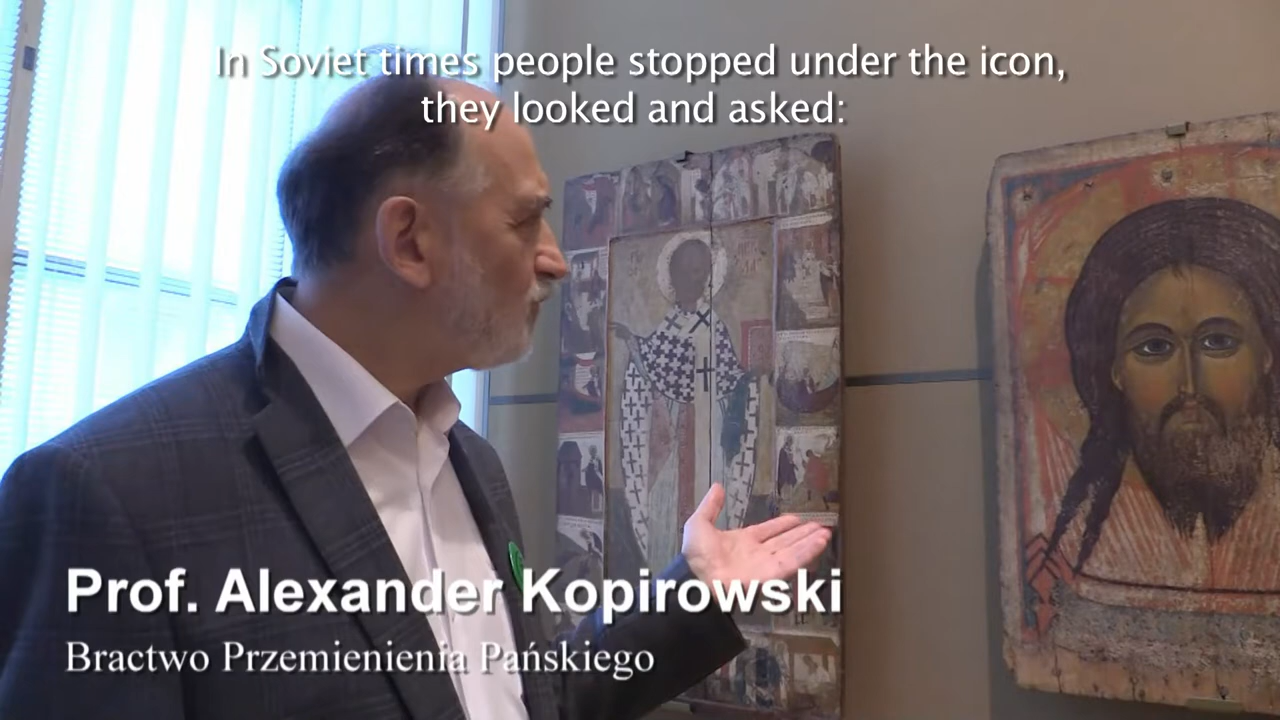 In Soviet times people stopped under the icon,
they looked and asked:
Prof. Alexander Kopirowski
Bractwo Przemienienia Pańskiego